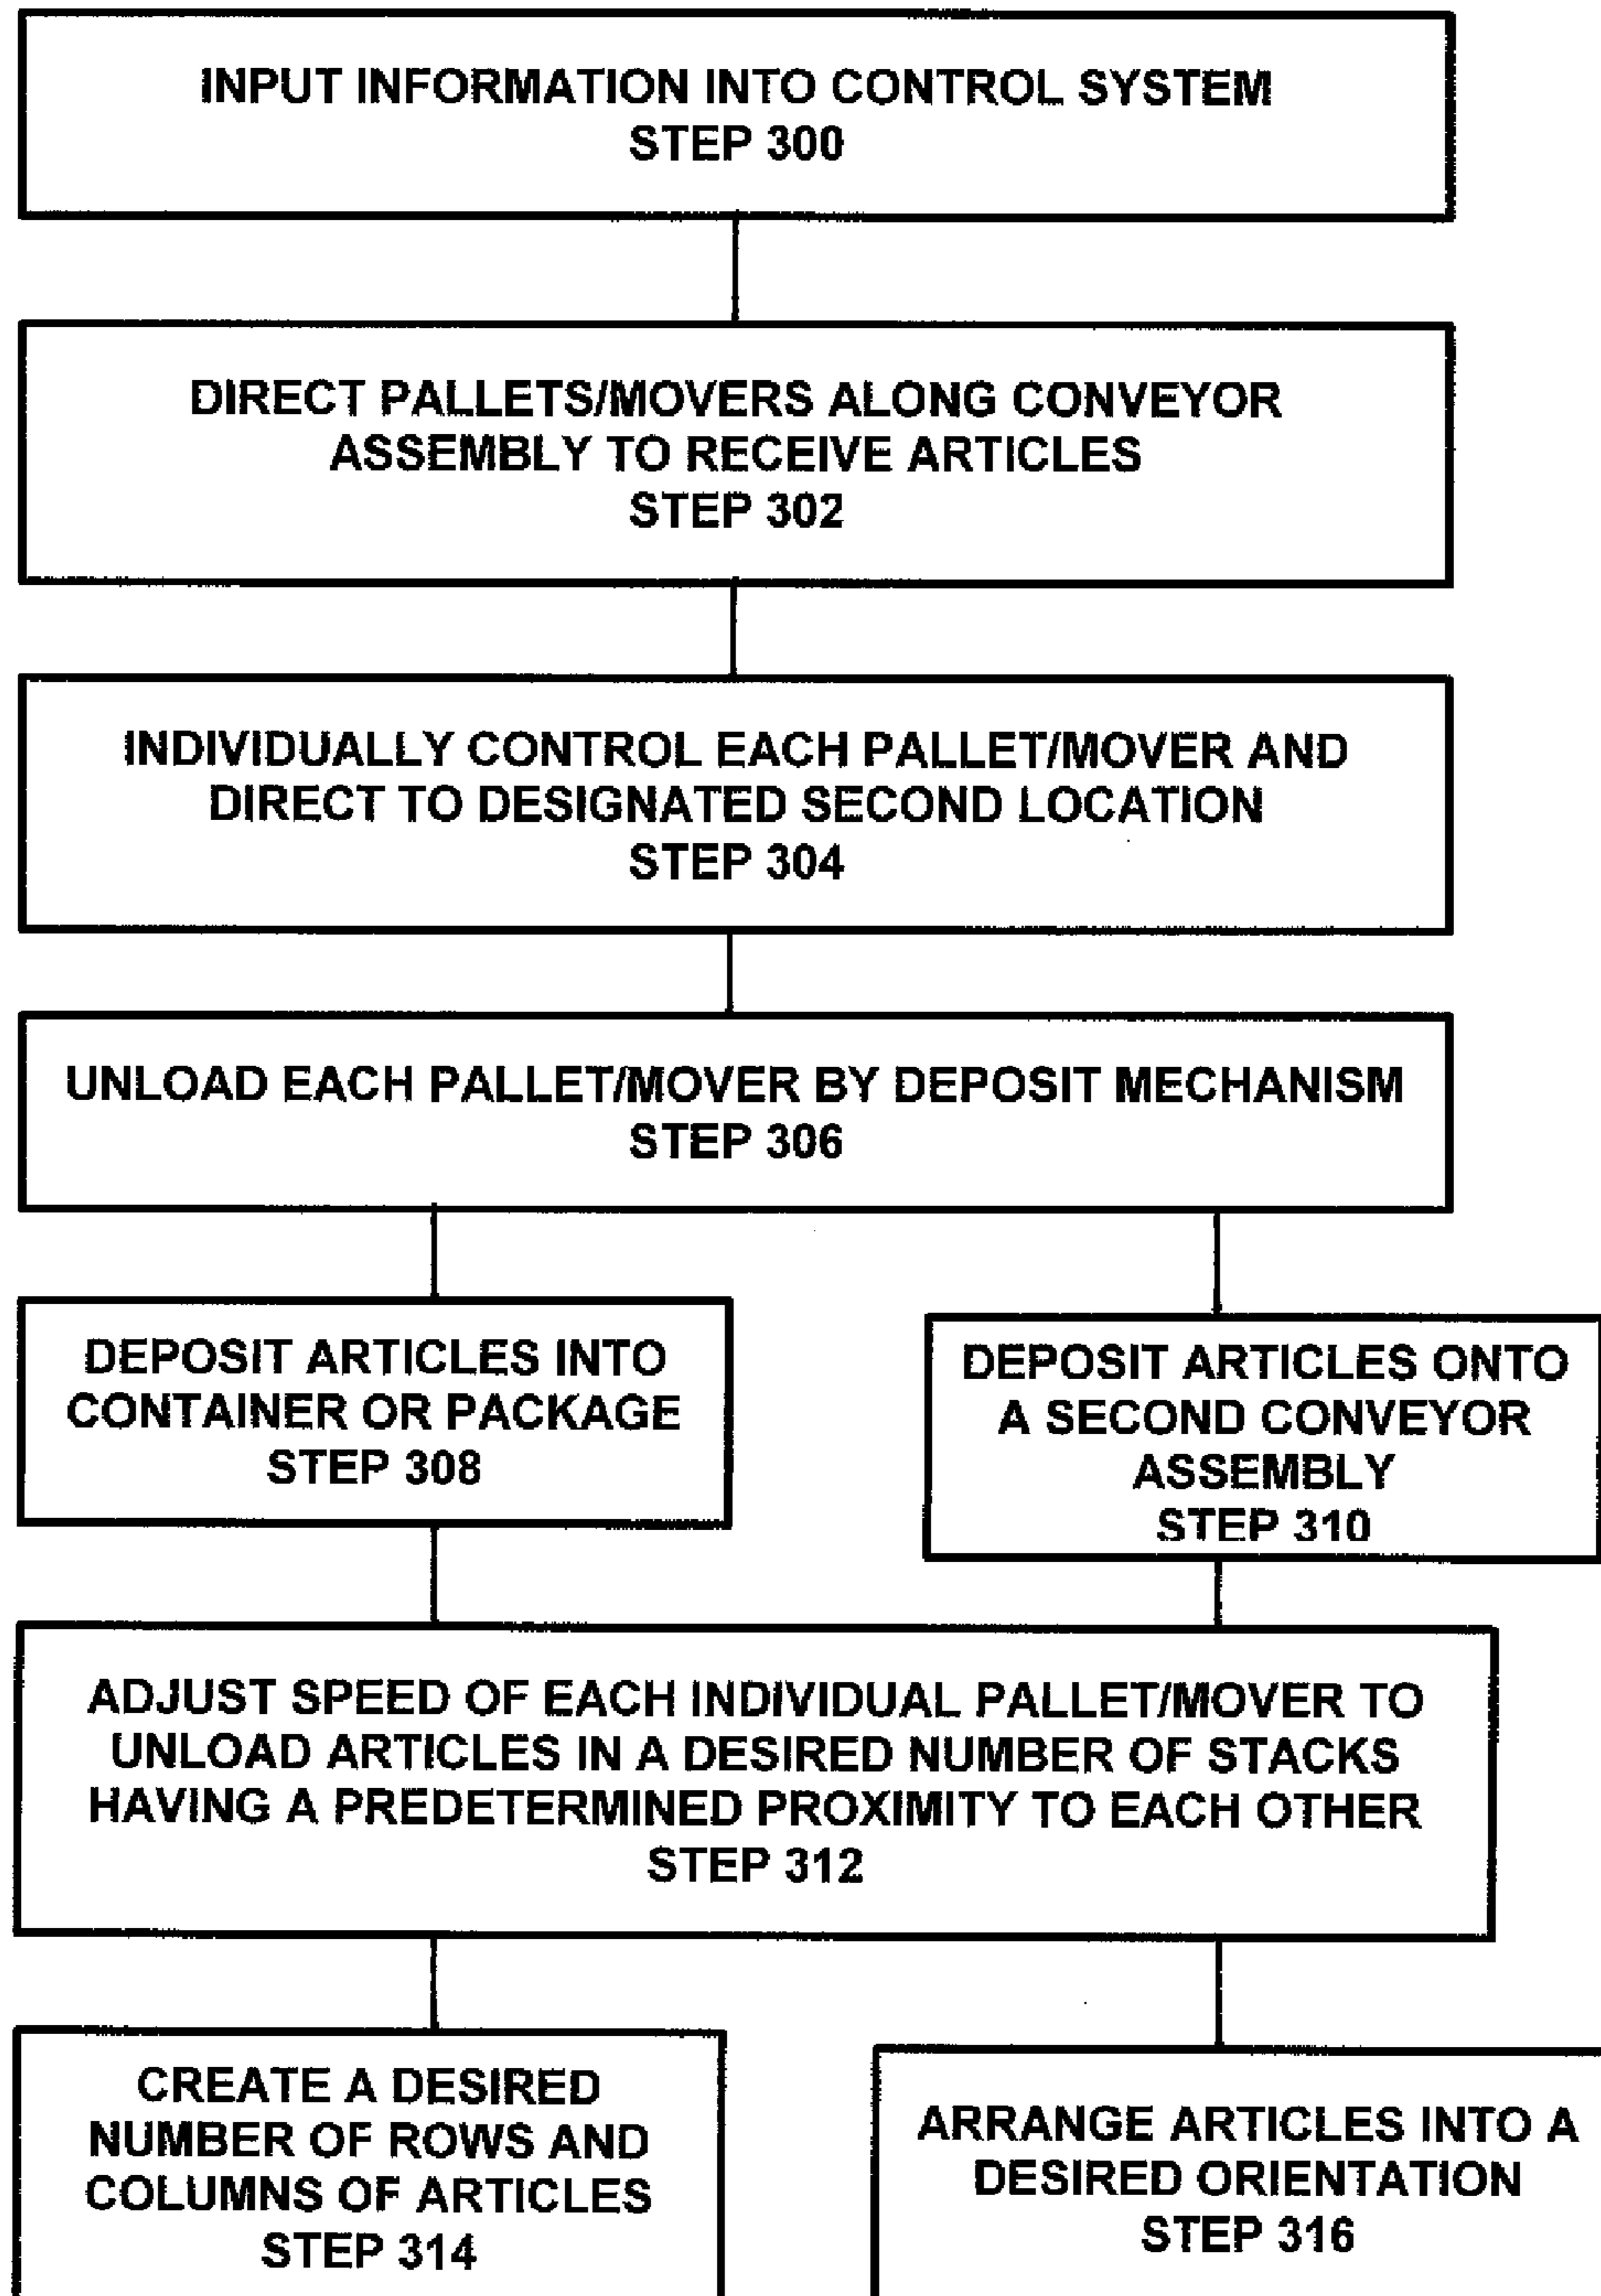 INPUT INFORMATION INTO CONTROL SYSTEM
STEP 300
DIRECT PALLETS/MOVERS ALONG CONVEYOR
ASSEMBLY TO RECEIVE ARTICLES
STEP 302
INDIVIDUALLY CONTROL EACH PALLET/MOVER AND
DIRECT TO DESIGNATED SECOND LOCATION
STEP 304
UNLOAD EACH PALLET/MOVER BY DEPOSIT MECHANISM
STEP 306
DEPOSIT ARTICLES INTO
CONTAINER OR PACKAGE
STEP 308
DEPOSIT ARTICLES ONTO
A SECOND CONVEYOR
ASSEMBLY
STEP 310
ADJUST SPEED OF EACH INDIVIDUAL PALLET/MOVER TO
UNLOAD ARTICLES IN A DESIRED NUMBER OF STACKS
HAVING A PREDETERMINED PROXIMITY TO EACH OTHER
STEP 312
CREATE A DESIRED
NUMBER OF ROWS AND
COLUMNS OF ARTICLES
STEP 314
ARRANGE ARTICLES INTO A
DESIRED ORIENTATION
STEP 316